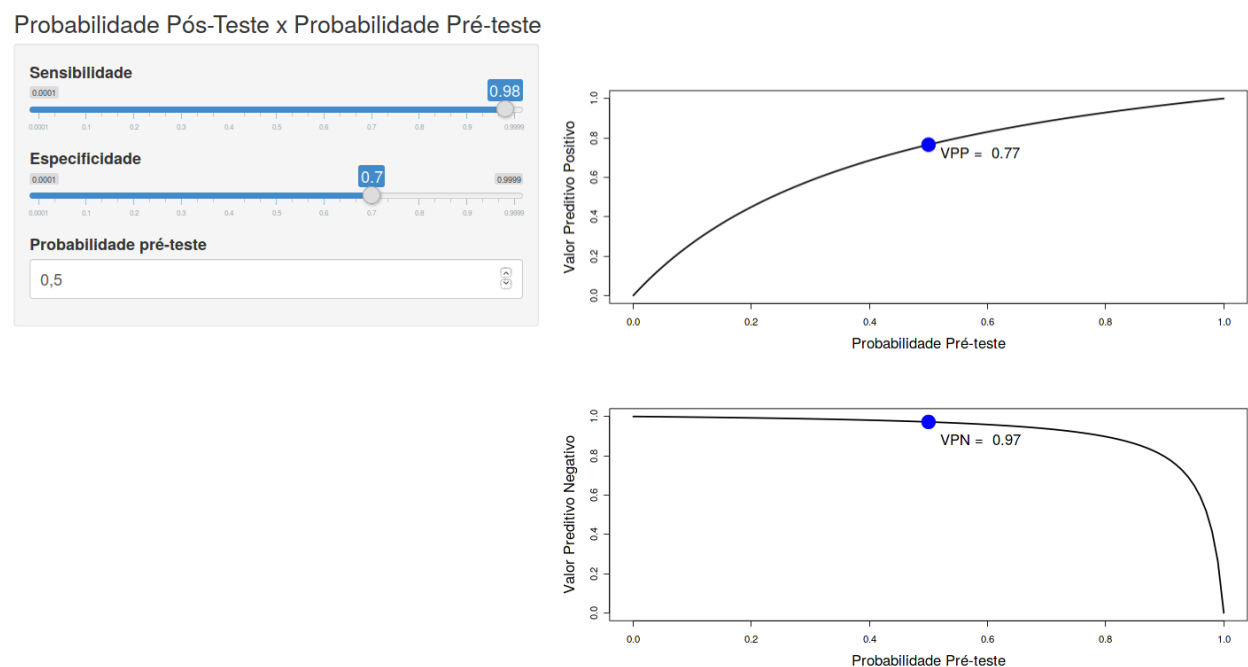 Probabilidade Pós-Teste x Probabilidade Pré-teste
Sensibilidade
0.0001
0.98
0.0001 0.1 0.2 0.3 0.4 0.5 0.6 0.7 0.8 0.9 0.9999
Especificidade
0.0001
0.7
0.9999
0.0001 0.1 0.2 0.3 0.4 0.5 0.6 0.7 0.8 0.9 0.9999
Probabilidade pré-teste
0,5
Valor Preditivo Positivo
0.0 0.2 0.4 0.6 0.8 1.0
VPP = 0.77
0.0 0.2 0.4 0.6 0.8 1.0
Probabilidade Pré-teste
Valor Preditivo Negativo
0.0 0.2 0.4 0.6 0.8 1.0
VPN = 0.97
0.0 0.2 0.4 0.6 0.8 1.0
Probabilidade Pré-teste